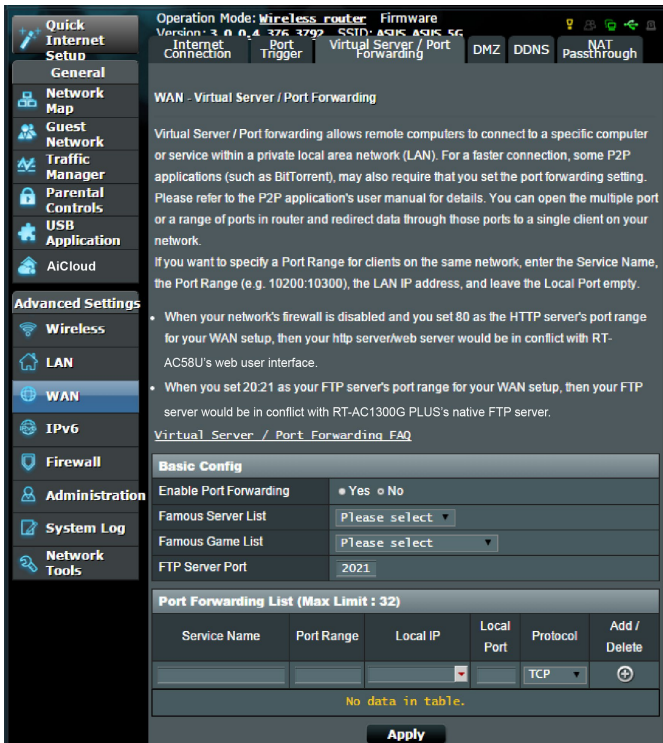 Quick
Internet
Setup
Operation Mode: Wireless router Firmware
Version: 3.0.0.4.376.3792 SSID: ASUS ASUS_5G
Internet
Connection
Port
Trigger
Virtual Server / Port
Forwarding
DMZ
DDNS
NAT
Passthrough
General
Network
Map
Guest
Network
Traffic
Manager
Parental
Controls
USB
Application
AiCloud
Advanced Settings
Wireless
LAN
WAN
IPv6
Firewall
Administration
System Log
Network
Tools
WAN - Virtual Server / Port Forwarding
Virtual Server / Port forwarding allows remote computers to connect to a specific computer
or service within a private local area network (LAN). For a faster connection, some P2P
applications (such as BitTorrent), may also require that you set the port forwarding setting.
Please refer to the P2P application's user manual for details. You can open the multiple port
or a range of ports in router and redirect data through those ports to a single client on your
network.
If you want to specify a Port Range for clients on the same network, enter the Service Name,
the Port Range (e.g. 10200:10300), the LAN IP address, and leave the Local Port empty.
• When your network's firewall is disabled and you set 80 as the HTTP server's port range
for your WAN setup, then your http server/web server would be in conflict with RT-
AC58U's web user interface.
• When you set 20:21 as your FTP server's port range for your WAN setup, then your FTP
server would be in conflict with RT-AC1300G PLUS's native FTP server.
Virtual Server / Port Forwarding FAQ
Basic Config
Enable Port Forwarding Yes No
Famous Server List Please select
Famous Game List Please select
FTP Server Port 2021
Port Forwarding List (Max Limit : 32)
Service Name Port Range Local IP Local Port Protocol Add / Delete
TCP
No data in table.
Apply